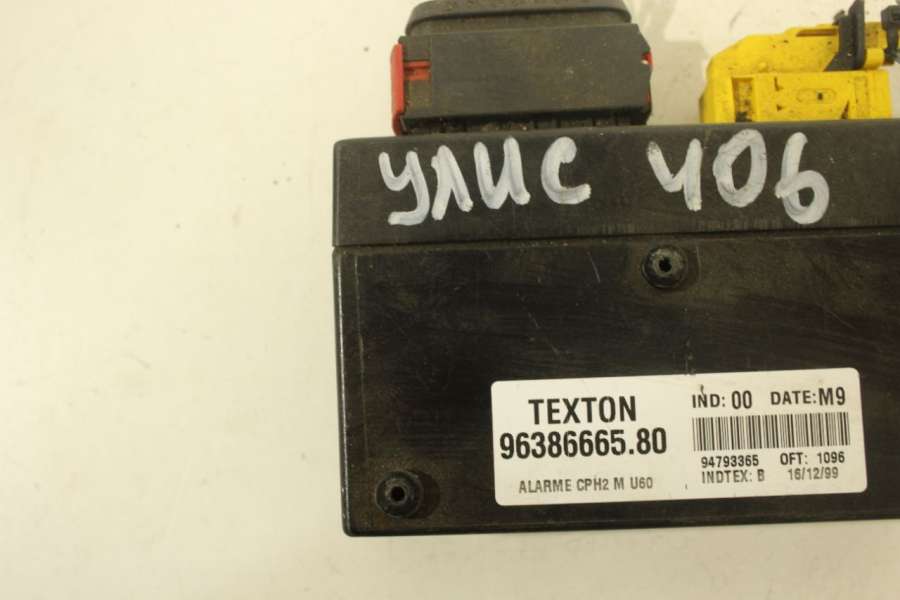 УЛИС 406
TEXTON
96386665.80
ALARME CPH2 M U60
IND: 00 DATE: M9
94793365 OFT: 1096
INDTEX: B 16/12/99